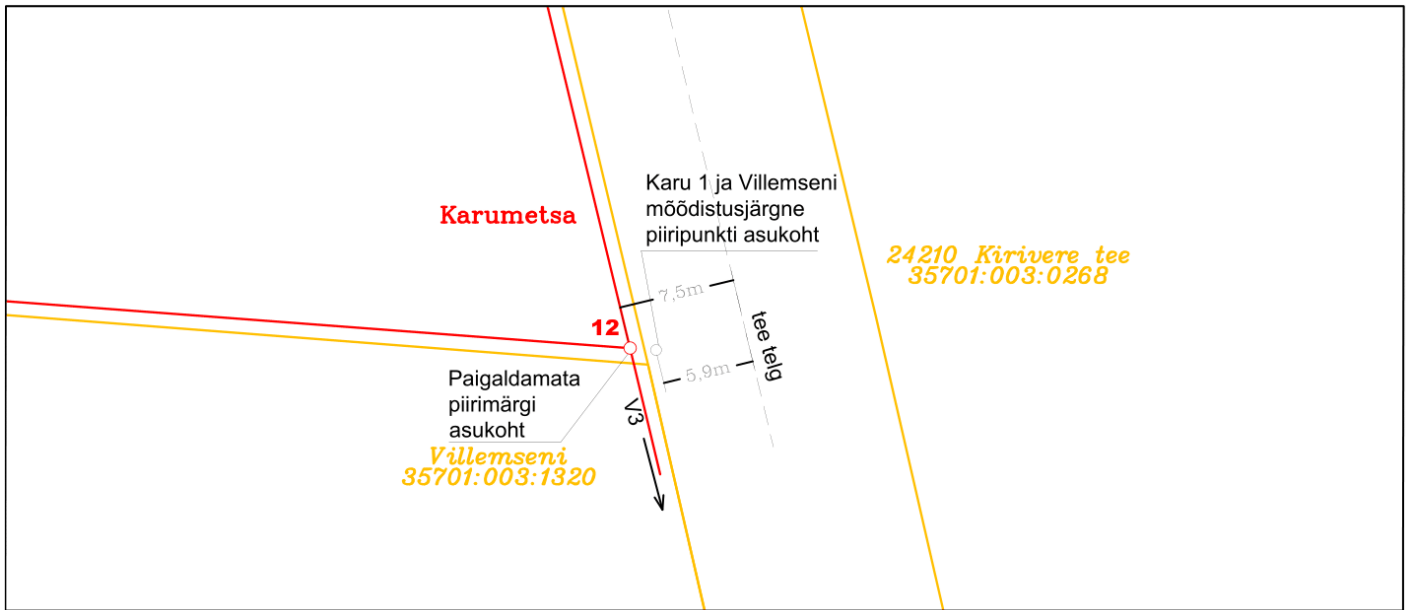 Karu 1 ja Villemseni
mõõdistusjärgne
piiripunkti asukoht
Karumetsa
24210 Kirivere tee
35701:003:0268
7,5m
12
tee telg
5,9m
Paigaldamata
piirimärgi
asukoht
V3
Villemseni
35701:003:1320